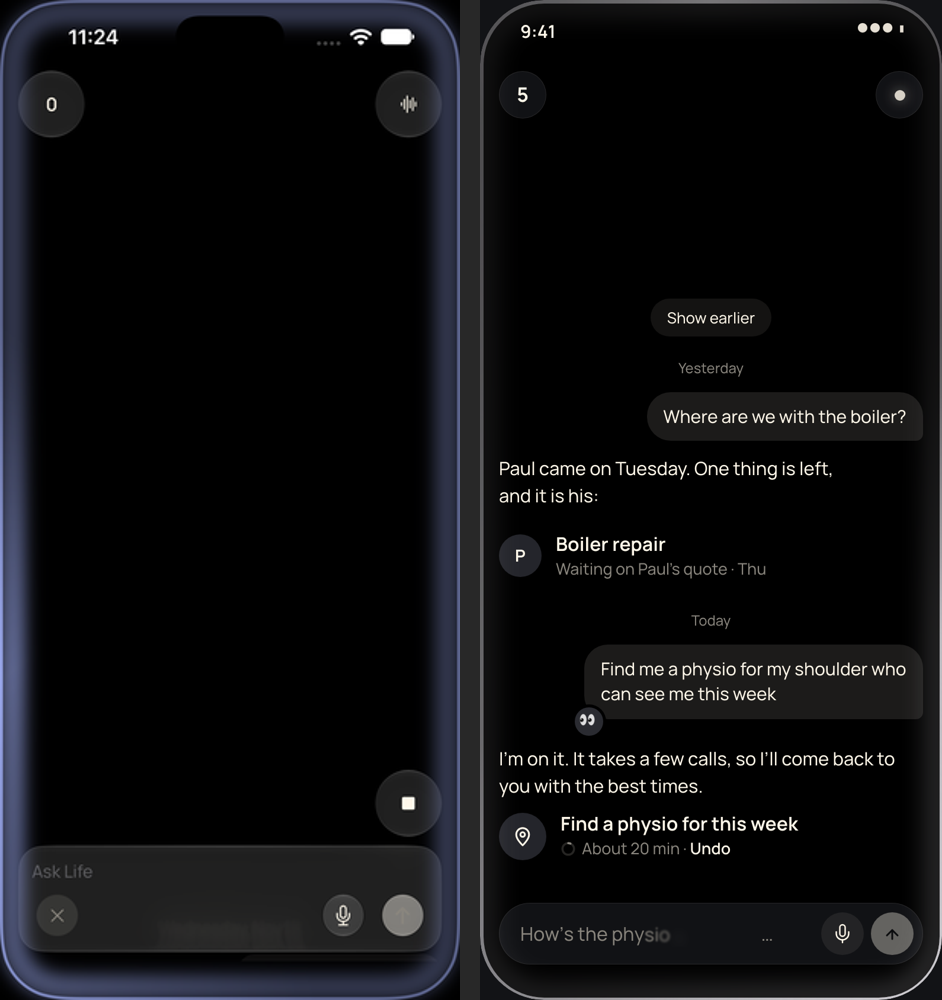 11:24
0
Ask Life
9:41
5
Show earlier
Yesterday
Where are we with the boiler?
Paul came on Tuesday. One thing is left,
and it is his:
P
Boiler repair
Waiting on Paul's quote · Thu
Today
Find me a physio for my shoulder who
can see me this week
I'm on it. It takes a few calls, so I'll come back to
you with the best times.
Find a physio for this week
About 20 min · Undo
How's the physio
...